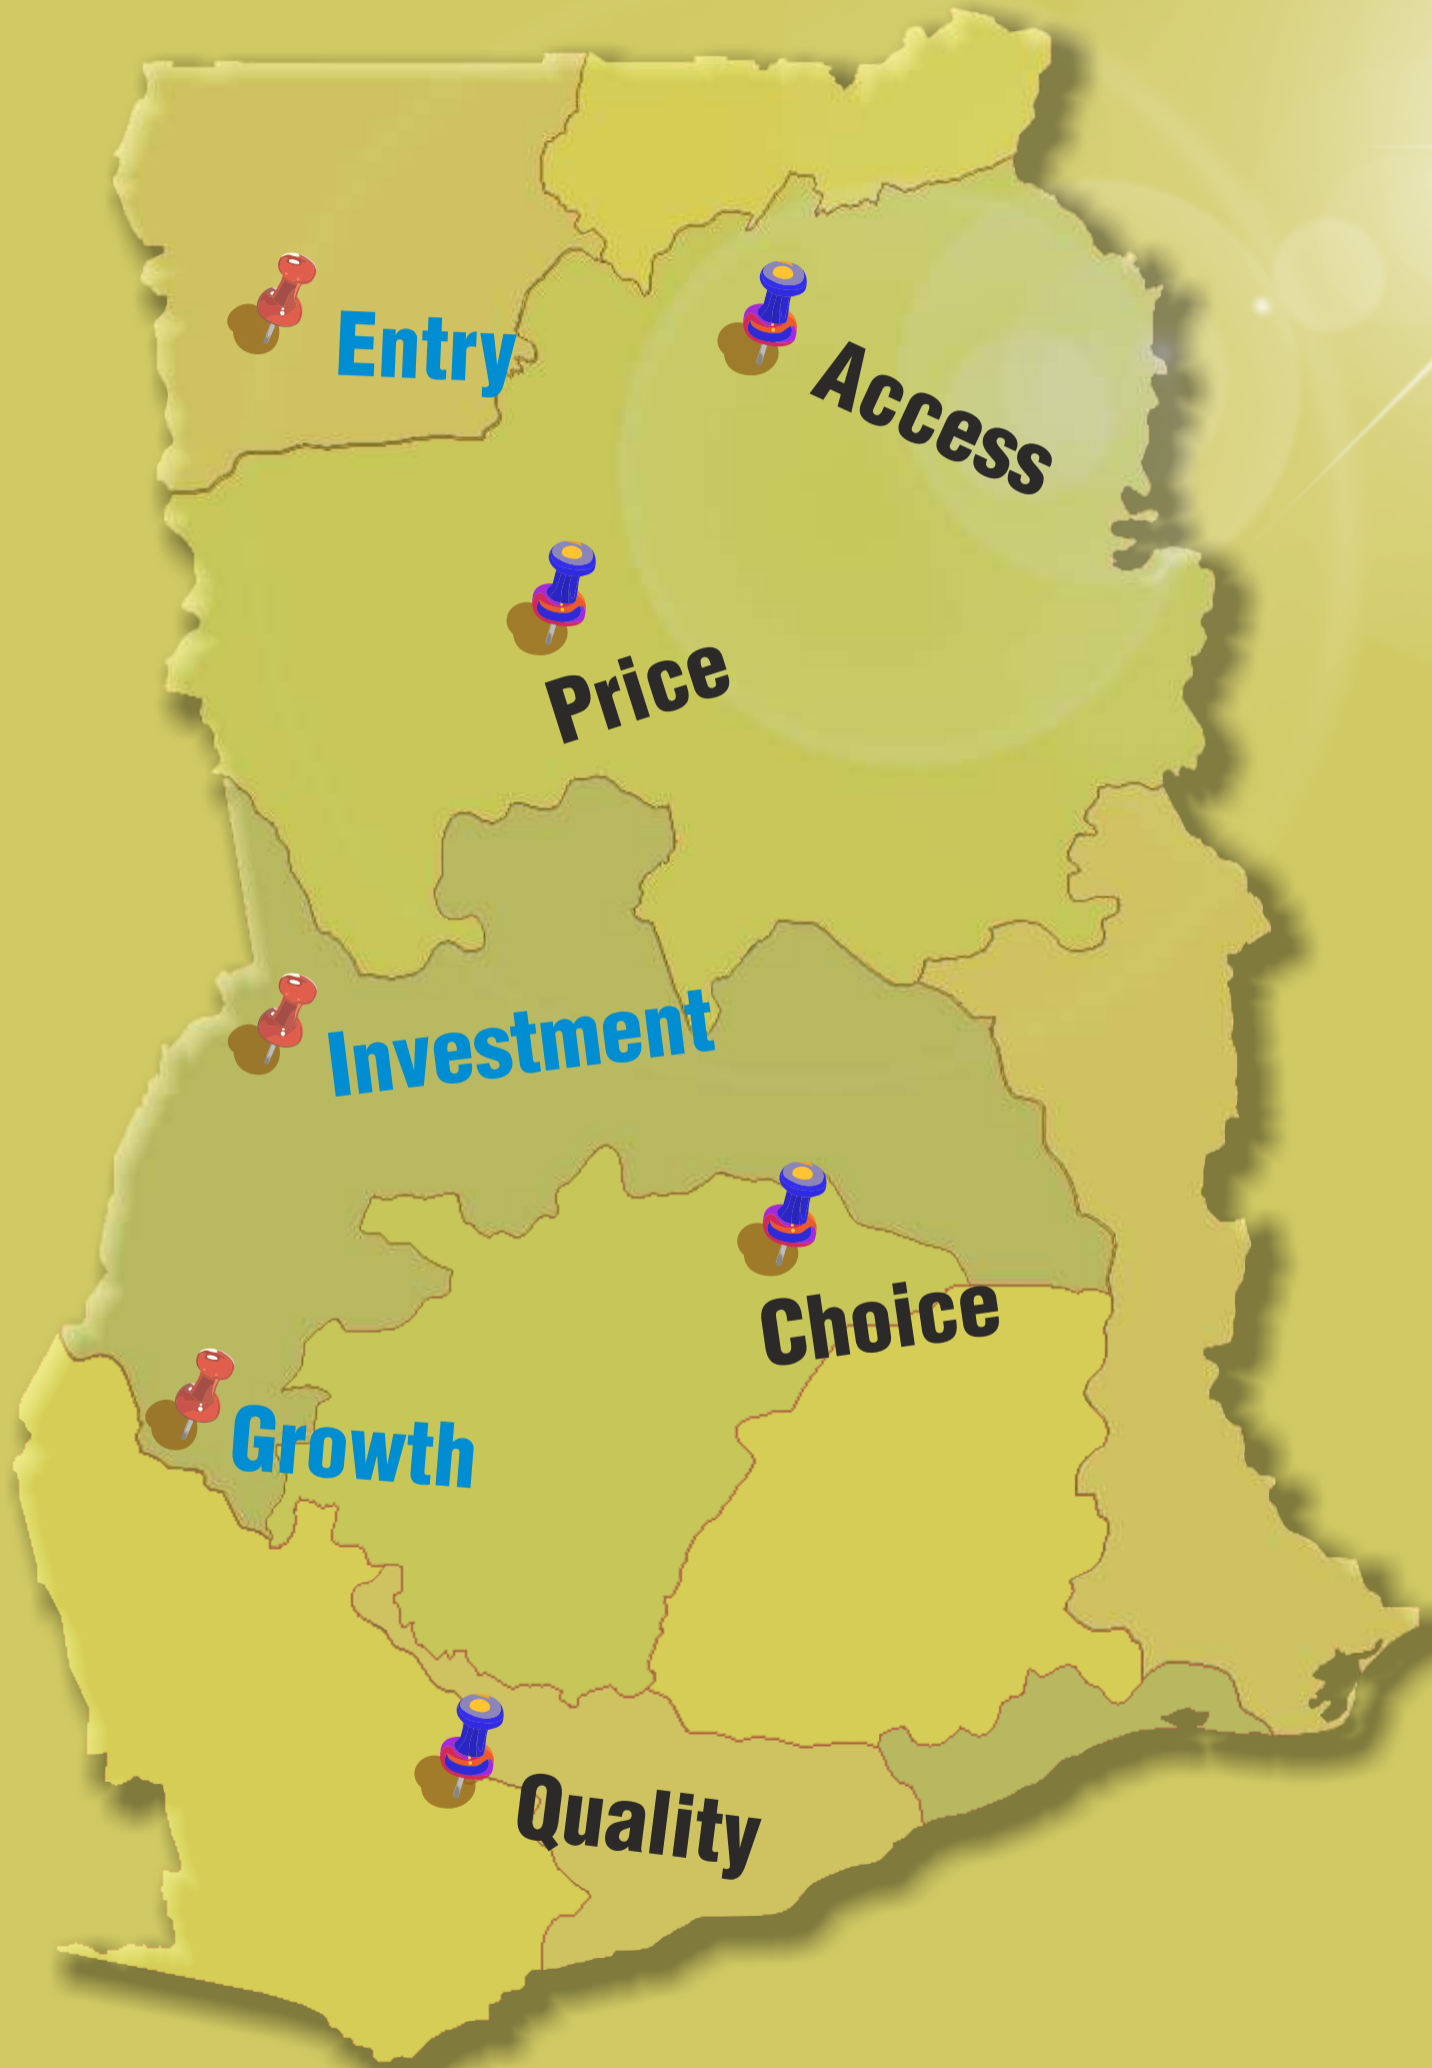 Entry
Access
Price
Investment
Choice
Growth
Quality